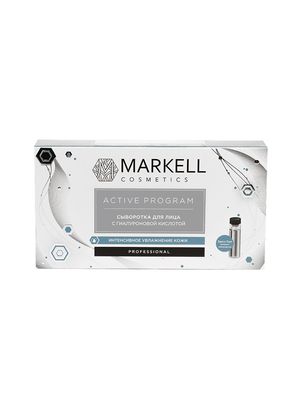 MARKELL
COSMETICS
ACTIVE PROGRAM
СЫВОРОТКА ДЛЯ ЛИЦА
С ГИАЛУРОНОВОЙ КИСЛОТОЙ
ИНТЕНСИВНОЕ УВЛАЖНЕНИЕ КОЖИ
PROFESSIONAL